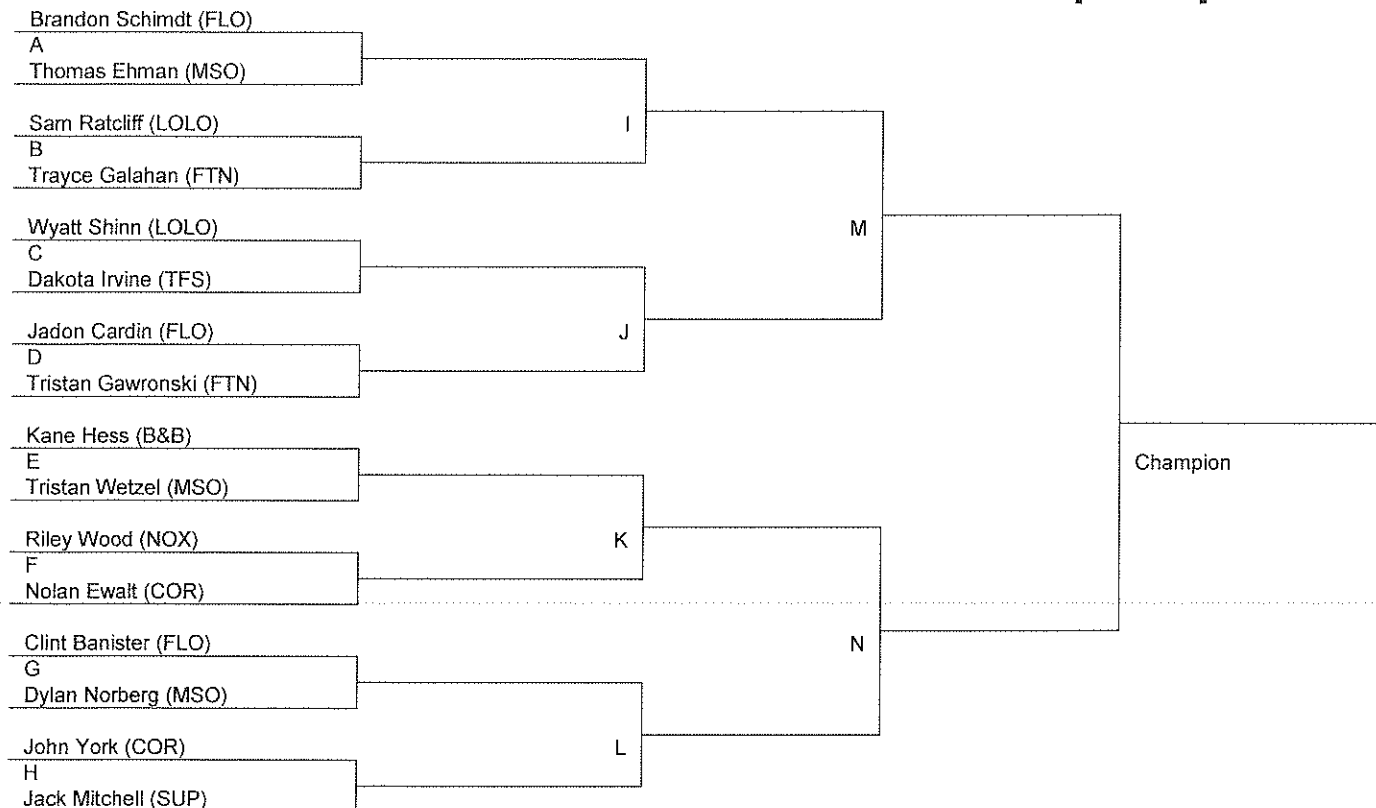 Brandon Schimdt (FLO)
A
Thomas Ehman (MSO)
Sam Ratcliff (LOLO)
I
B
Trayce Galahan (FTN)
Wyatt Shinn (LOLO)
M
C
Dakota Irvine (TFS)
Jadon Cardin (FLO)
J
D
Tristan Gawronski (FTN)
Kane Hess (B&B)
E
Champion
Tristan Wetzel (MSO)
Riley Wood (NOX)
K
F
Nolan Ewalt (COR)
Clint Banister (FLO)
N
G
Dylan Norberg (MSO)
John York (COR)
L
H
Jack Mitchell (SUP)